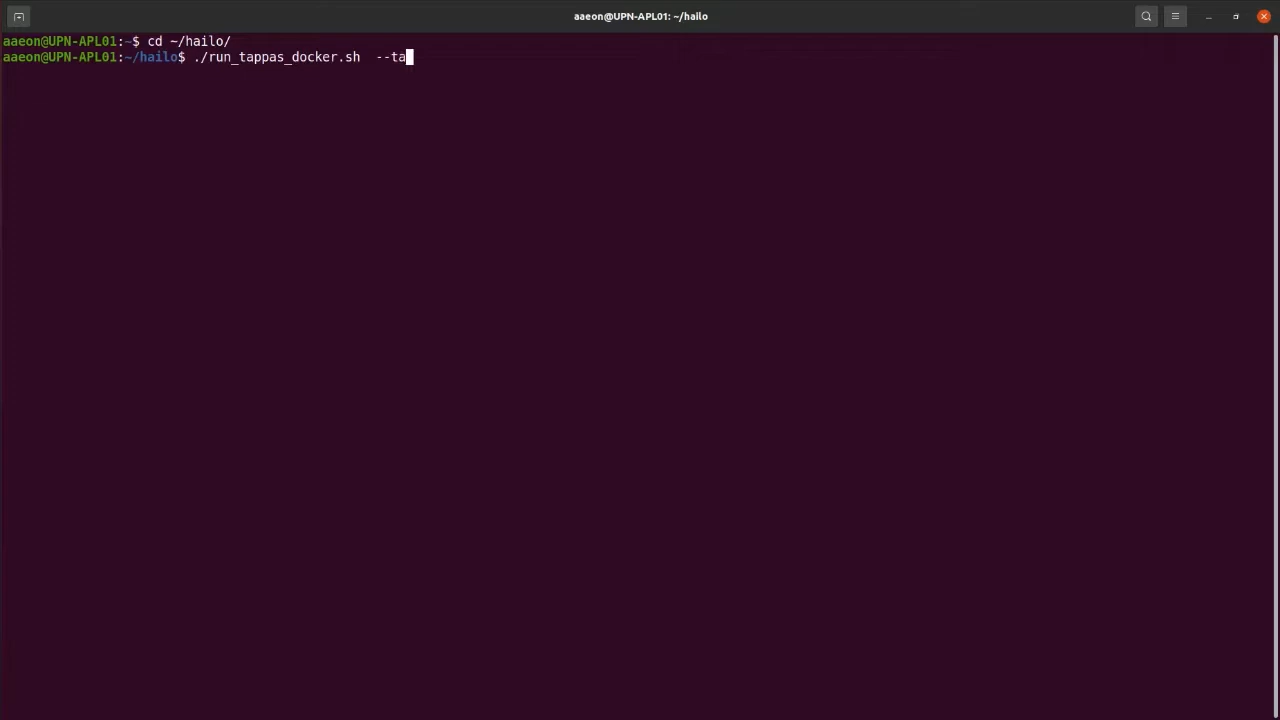 aaeon@UPN-APL01: ~/hailo
aaeon@UPN-APL01:~$ cd ~/hailo/
aaeon@UPN-APL01:~/hailo$ ./run_tappas_docker.sh  --ta